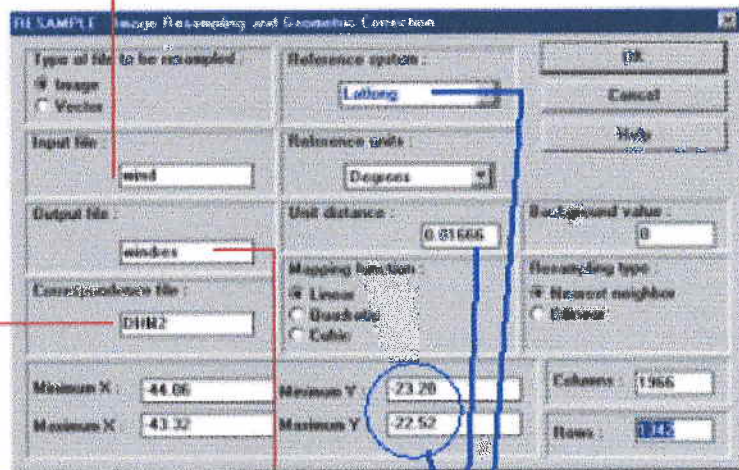 RESAMPLE - Image Resampling and Geometric Correction
Type of file to be resampled :
Image
Vector
Reference system :
Latlong
OK
Cancel
Help
Input file :
wind
Reference units :
Degrees
Output file :
windres
Unit distance :
0.01666
Background value :
0
Correspondence file :
Mapping function :
Linear
Quadratic
Cubic
Resampling type :
Nearest neighbor
Bilinear
Minimum X :
-44.06
Minimum Y :
-23.20
Columns :
1966
Maximum X :
-43.32
Maximum Y :
-22.52
Rows :